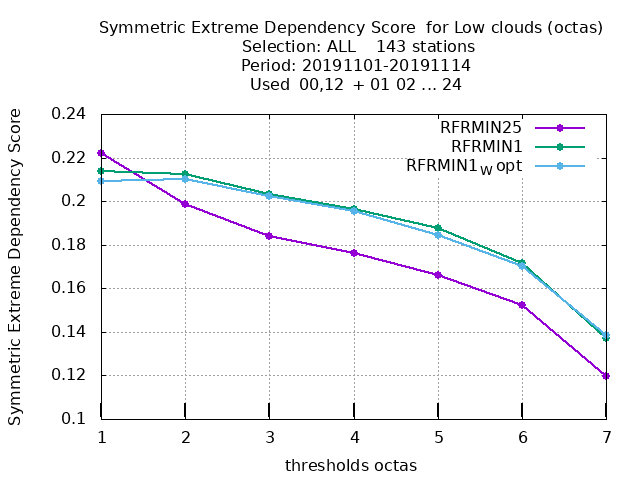 Symmetric Extreme Dependency Score for Low clouds (octas)
Selection: ALL 143 stations
Period: 20191101-20191114
Used 00,12 + 01 02 ... 24
Symmetric Extreme Dependency Score
0.24
0.22
0.2
0.18
0.16
0.14
0.12
0.1
RFRMIN25
RFRMIN1
RFRMIN1W opt
1 2 3 4 5 6 7
thresholds octas